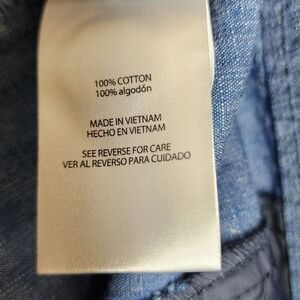 100% COTTON
100% algodón
MADE IN VIETNAM
HECHO EN VIETNAM
SEE REVERSE FOR CARE
VER AL REVERSO PARA CUIDADO